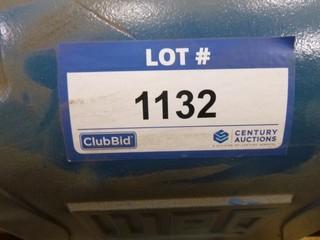 LOT #
1132
ClubBid
CENTURY
AUCTIONS